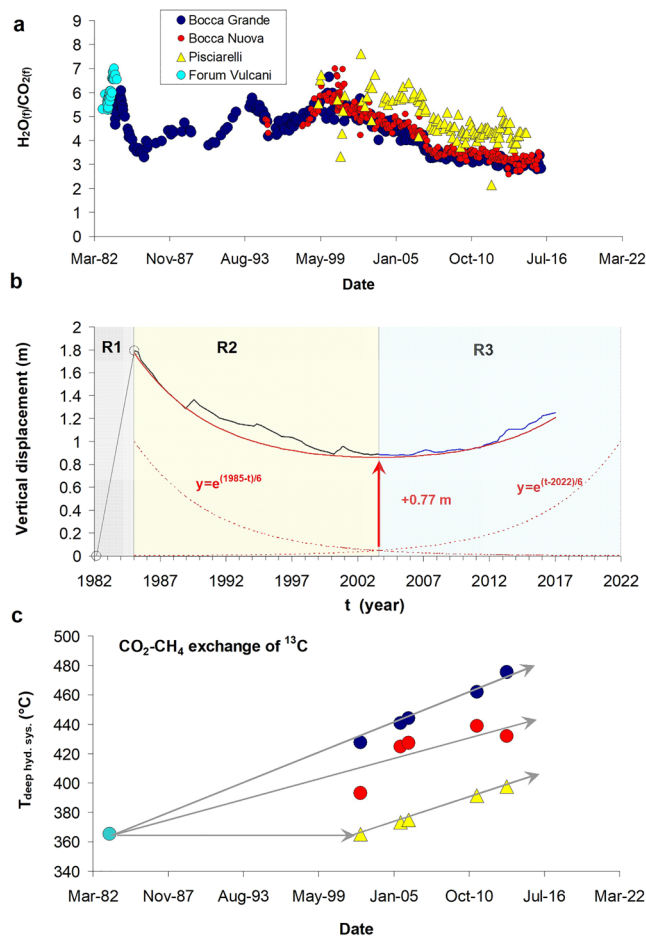 a
H2O(f)/CO2(f)
9
8
7
6
5
4
3
2
1
0
Bocca Grande
Bocca Nuova
Pisciarelli
Forum Vulcani
Mar-82 Nov-87 Aug-93 May-99 Jan-05 Oct-10 Jul-16 Mar-22
Date
b
Vertical displacement (m)
2
1.8
1.6
1.4
1.2
1
0.8
0.6
0.4
0.2
0
R1 R2 R3
y=e(1985-t)/6
+0.77 m
y=e(t-2022)/6
1982 1987 1992 1997 2002 2007 2012 2017 2022
t (year)
c
Tdeep hyd. sys. (°C)
500
480
460
440
420
400
380
360
340
CO2-CH4 exchange of 13C
Mar-82 Nov-87 Aug-93 May-99 Jan-05 Oct-10 Jul-16 Mar-22
Date